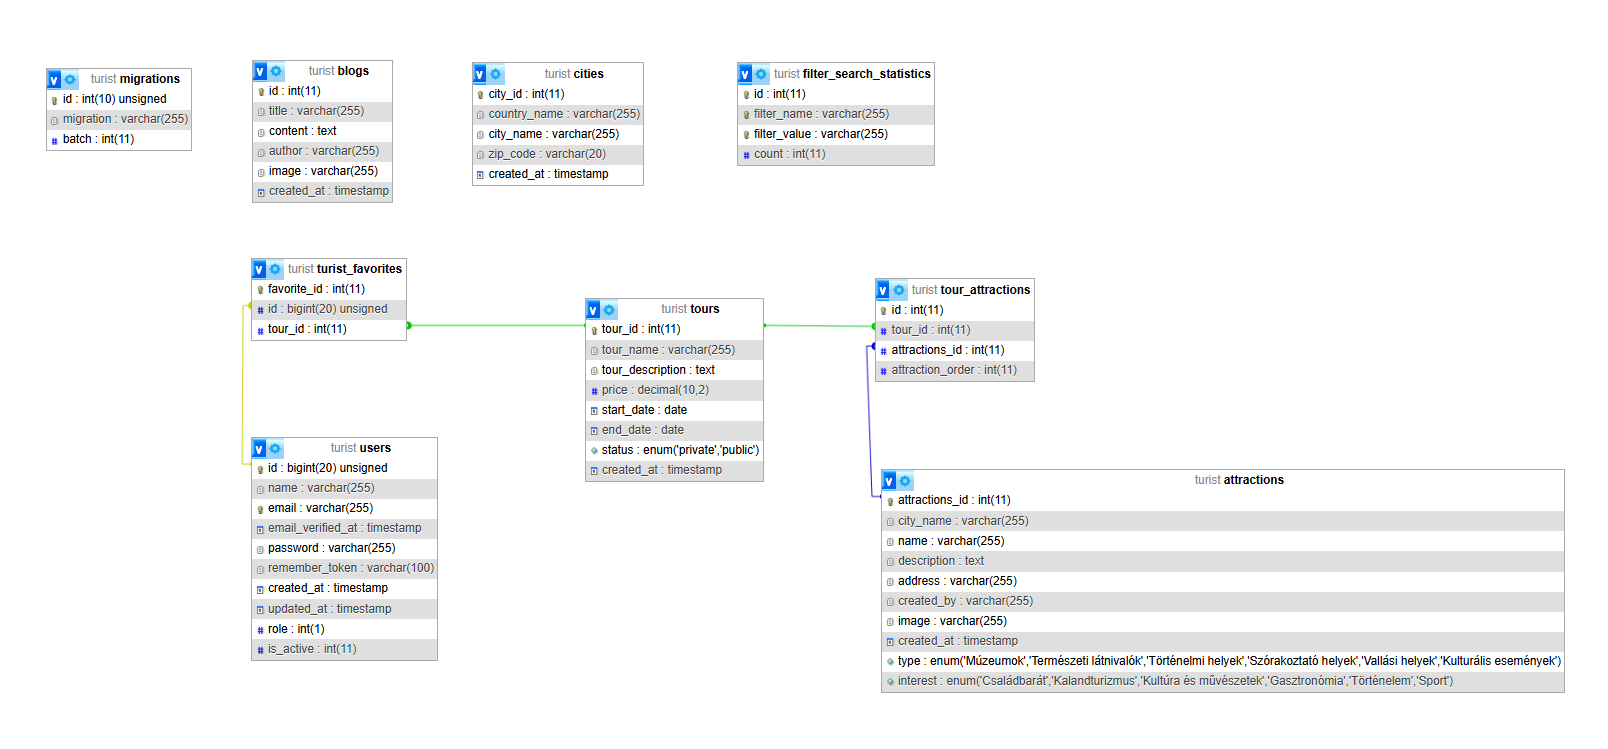 turist migrations
id : int(10) unsigned
migration : varchar(255)
batch : int(11)
turist blogs
id : int(11)
title : varchar(255)
content : text
author : varchar(255)
image : varchar(255)
created_at : timestamp
turist cities
city_id : int(11)
country_name : varchar(255)
city_name : varchar(255)
zip_code : varchar(20)
created_at : timestamp
turist filter_search_statistics
id : int(11)
filter_name : varchar(255)
filter_value : varchar(255)
count : int(11)
turist turist_favorites
favorite_id : int(11)
id : bigint(20) unsigned
tour_id : int(11)
turist tours
tour_id : int(11)
tour_name : varchar(255)
tour_description : text
price : decimal(10,2)
start_date : date
end_date : date
status : enum('private','public')
created_at : timestamp
turist tour_attractions
id : int(11)
tour_id : int(11)
attractions_id : int(11)
attraction_order : int(11)
turist users
id : bigint(20) unsigned
name : varchar(255)
email : varchar(255)
email_verified_at : timestamp
password : varchar(255)
remember_token : varchar(100)
created_at : timestamp
updated_at : timestamp
role : int(1)
is_active : int(11)
turist attractions
attractions_id : int(11)
city_name : varchar(255)
name : varchar(255)
description : text
address : varchar(255)
created_by : varchar(255)
image : varchar(255)
created_at : timestamp
type : enum('Múzeumok','Természeti látnivalók','Történelmi helyek','Szórakoztató helyek','Vallási helyek','Kulturális események')
interest : enum('Családbarát','Kalandturizmus','Kultúra és művészetek','Gasztronómia','Történelem','Sport')